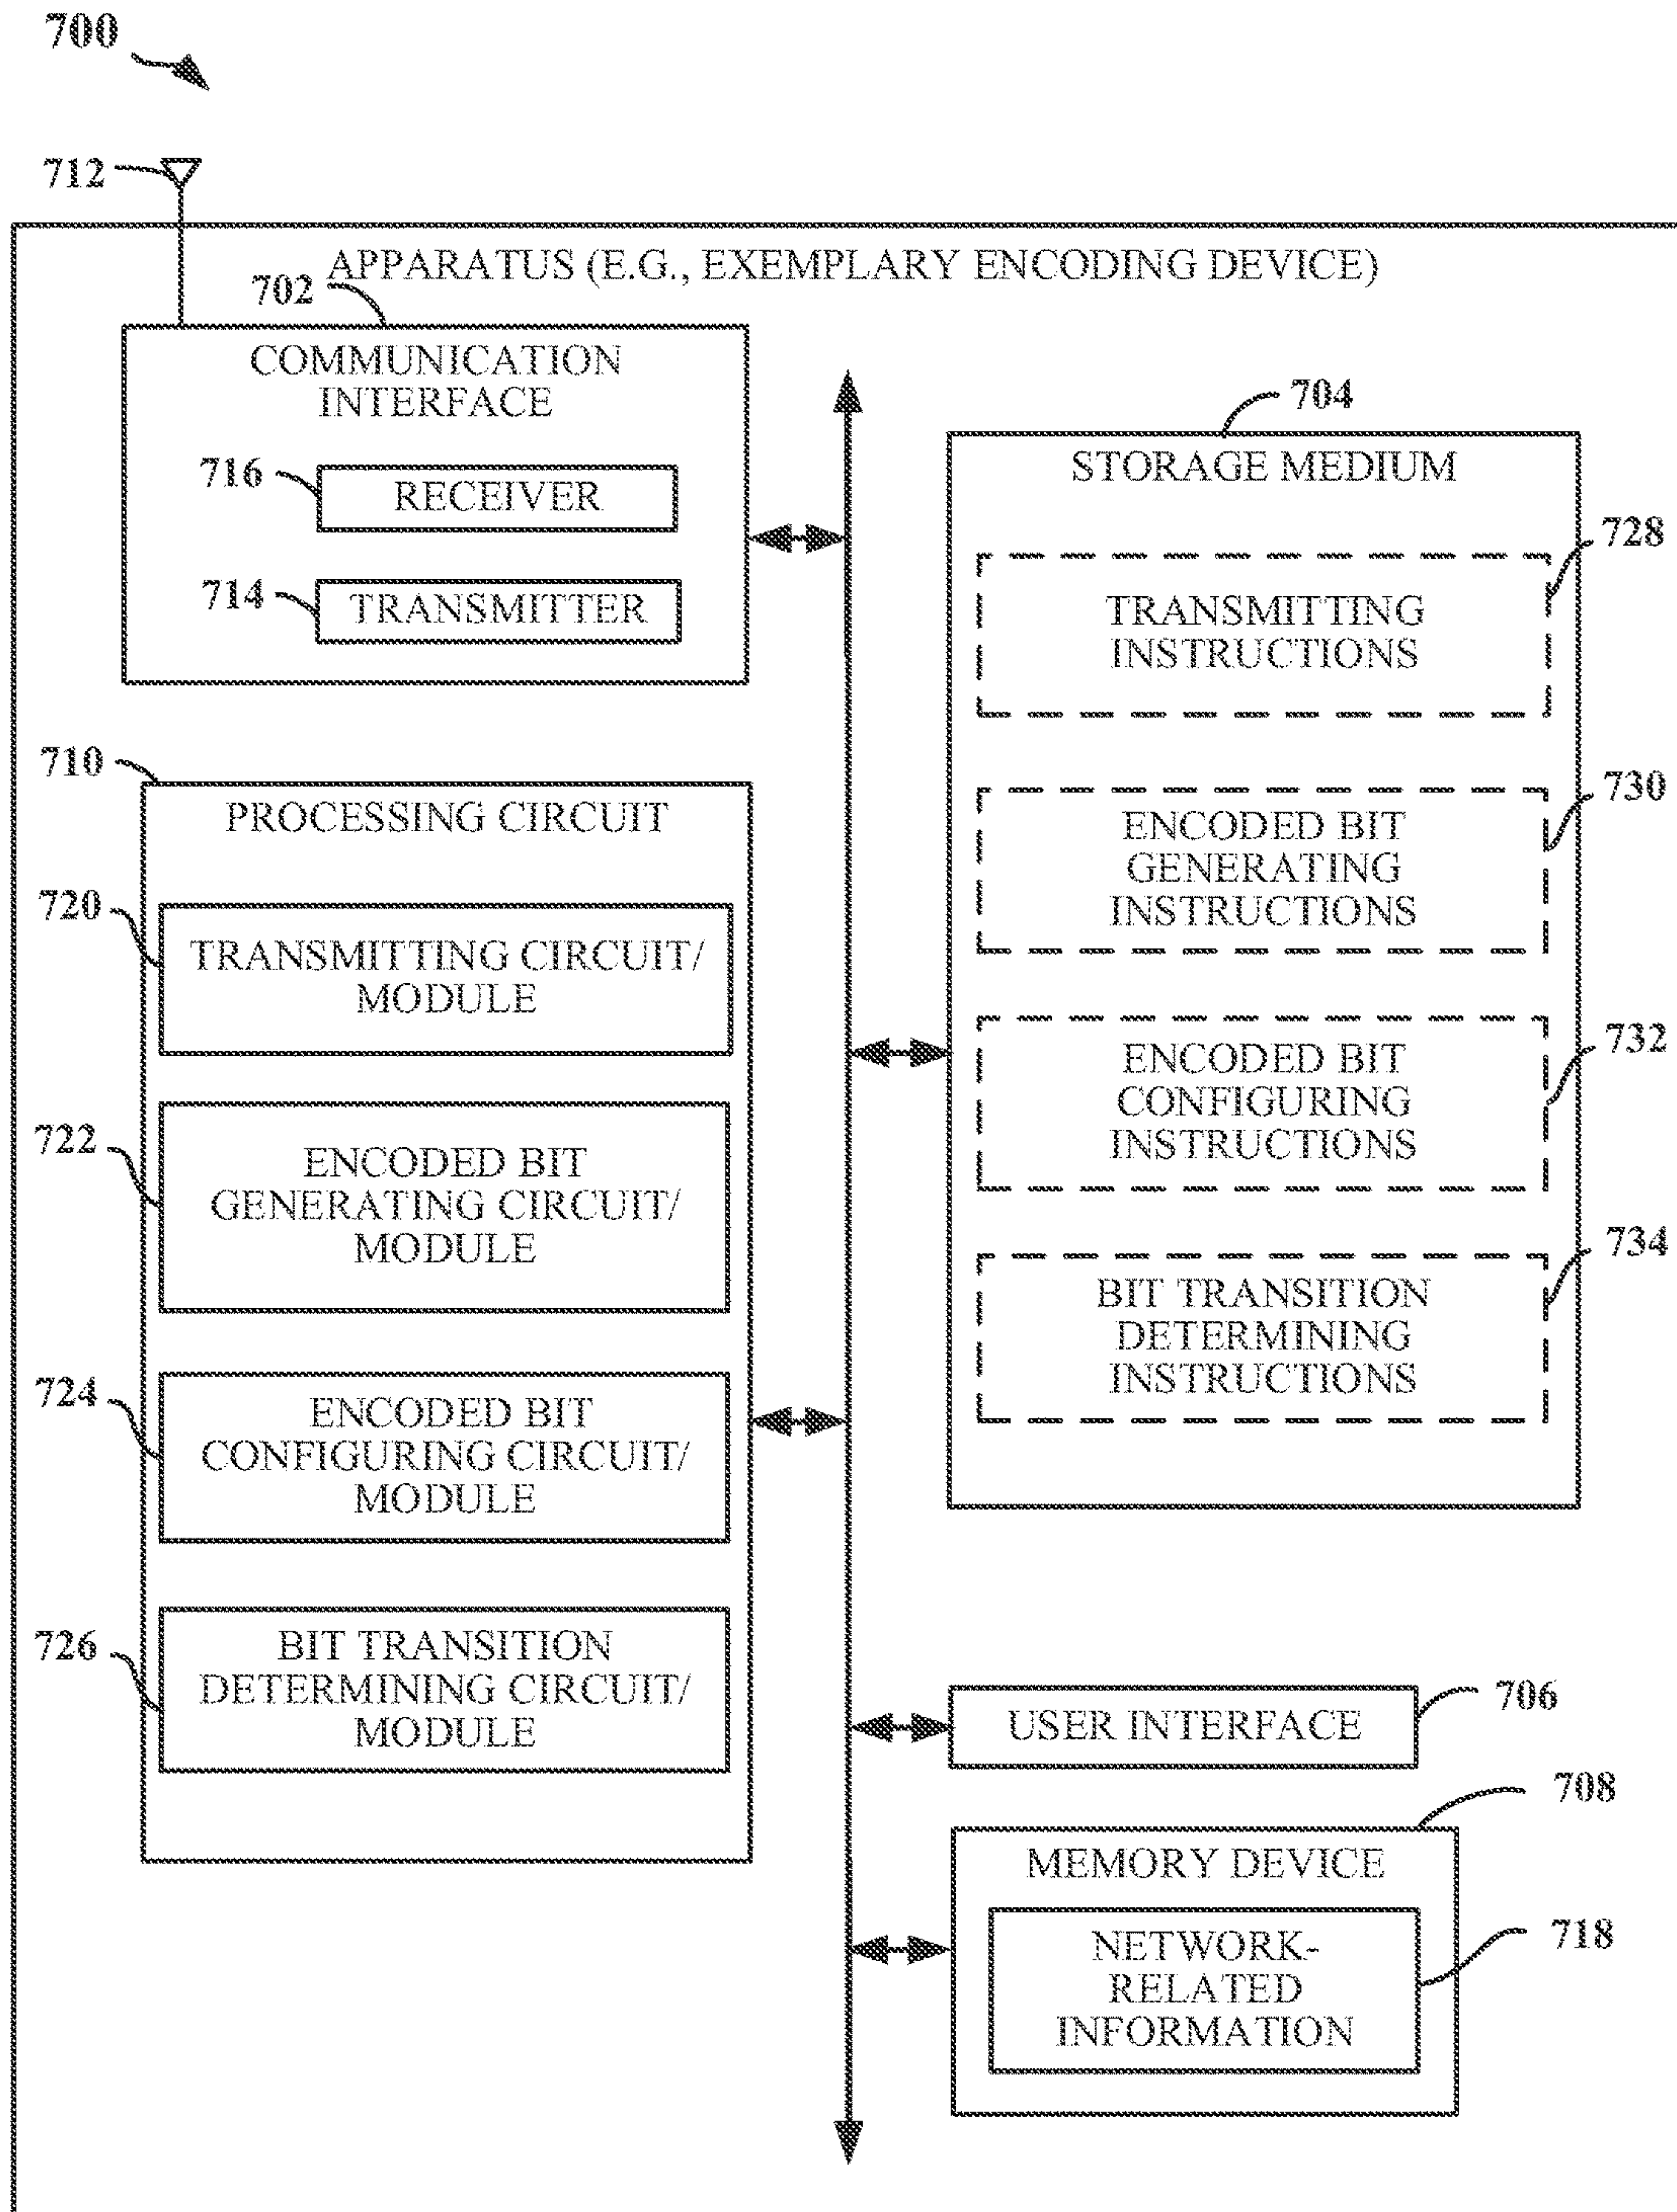 700
712
APPARATUS (E.G., EXEMPLARY ENCODING DEVICE)
702
COMMUNICATION
INTERFACE
716
RECEIVER
714
TRANSMITTER
704
STORAGE MEDIUM
728
TRANSMITTING
INSTRUCTIONS
730
ENCODED BIT
GENERATING
INSTRUCTIONS
732
ENCODED BIT
CONFIGURING
INSTRUCTIONS
734
BIT TRANSITION
DETERMINING
INSTRUCTIONS
710
PROCESSING CIRCUIT
720
TRANSMITTING CIRCUIT/
MODULE
722
ENCODED BIT
GENERATING CIRCUIT/
MODULE
724
ENCODED BIT
CONFIGURING CIRCUIT/
MODULE
726
BIT TRANSITION
DETERMINING CIRCUIT/
MODULE
706
USER INTERFACE
708
MEMORY DEVICE
718
NETWORK-
RELATED
INFORMATION